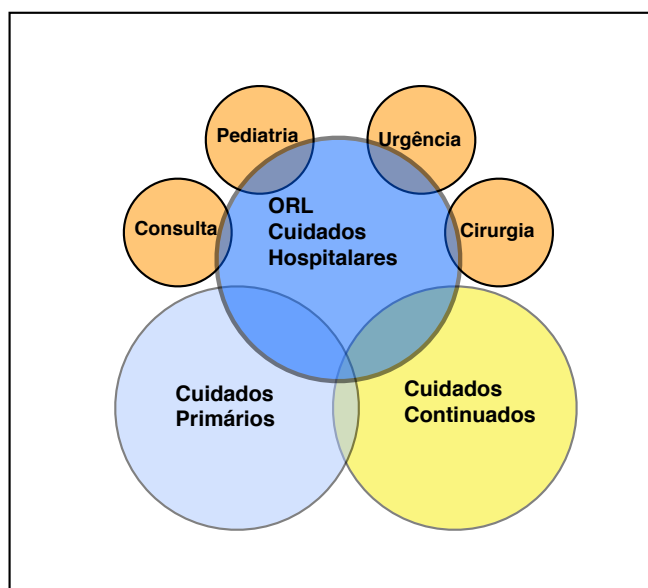 Pediatria
Urgência
Consulta
ORL
Cuidados
Hospitalares
Cirurgia
Cuidados
Primários
Cuidados
Continuados